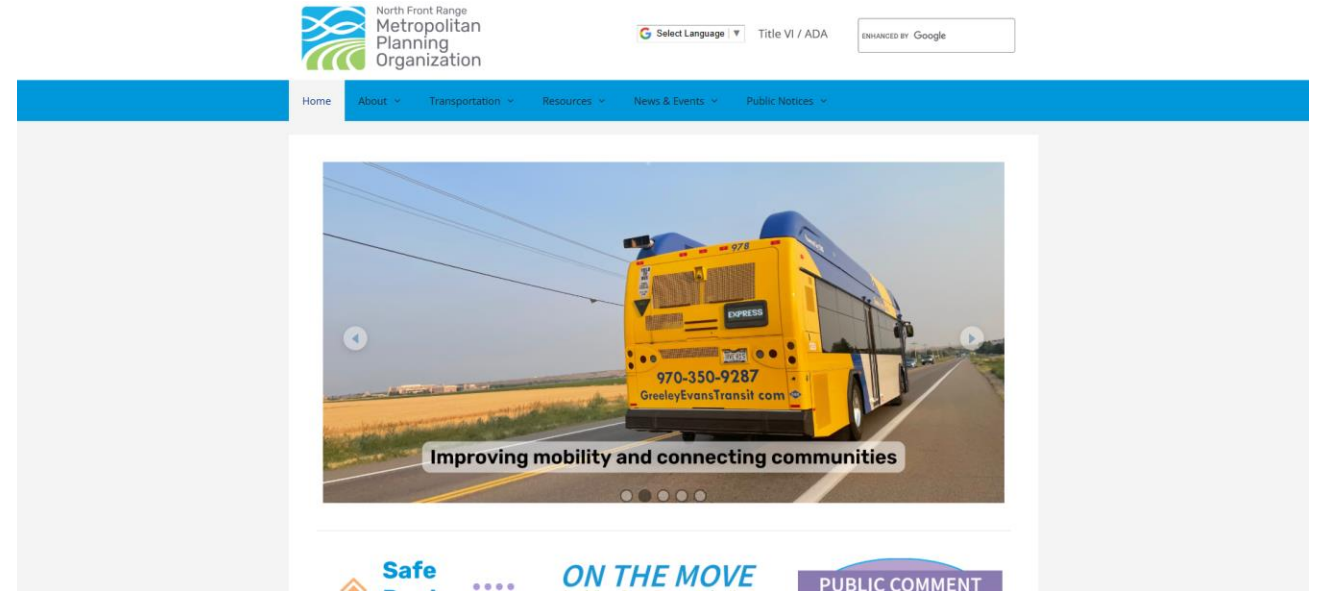 North Front Range
Metropolitan
Planning
Organization
Select Language ▼
Title VI / ADA
ENHANCED BY Google
Home
About
Transportation
Resources
News & Events
Public Notices
978
EXPRESS
970-350-9287
GreeleyEvansTransit com
Improving mobility and connecting communities
Safe
ON THE MOVE
PUBLIC COMMENT